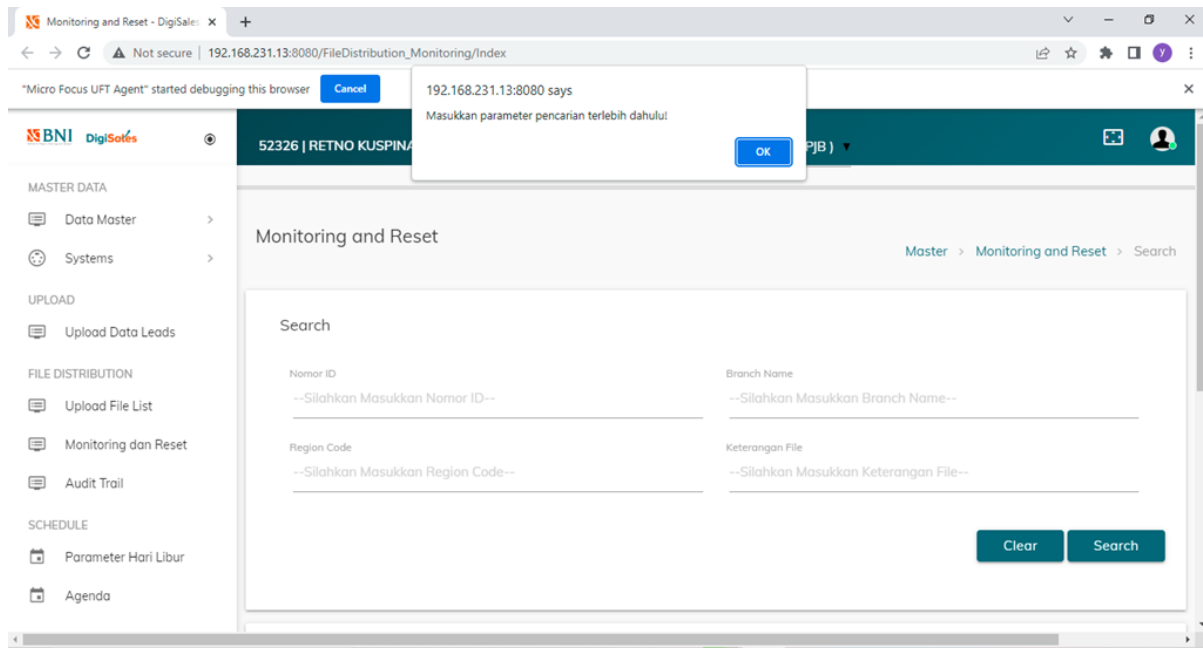 Monitoring and Reset - DigiSales
Not secure | 192.168.231.13:8080/FileDistribution_Monitoring/Index
y
"Micro Focus UFT Agent" started debugging this browser
Cancel
192.168.231.13:8080 says
Masukkan parameter pencarian terlebih dahulu!
OK
BNI DigiSales
52326 | RETNO KUSPINA
PJB )
MASTER DATA
Data Master
Systems
UPLOAD
Upload Data Leads
FILE DISTRIBUTION
Upload File List
Monitoring dan Reset
Audit Trail
SCHEDULE
Parameter Hari Libur
Agenda
Monitoring and Reset
Master > Monitoring and Reset > Search
Search
Nomor ID
--Silahkan Masukkan Nomor ID--
Branch Name
--Silahkan Masukkan Branch Name--
Region Code
--Silahkan Masukkan Region Code--
Keterangan File
--Silahkan Masukkan Keterangan File--
Clear
Search